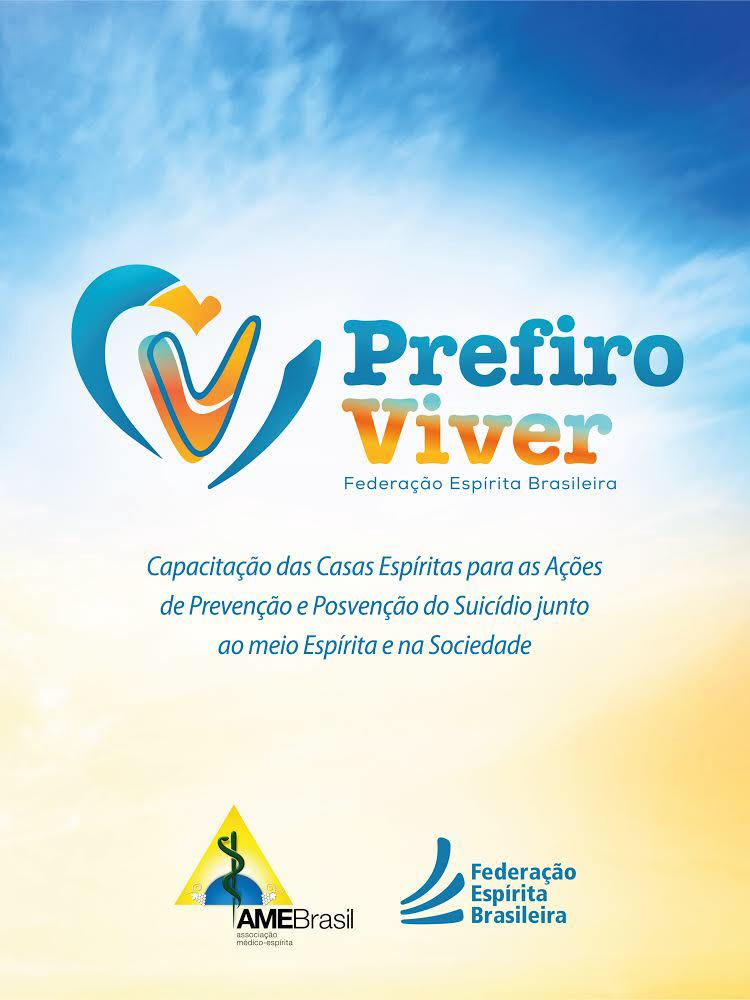 Prefiro
Viver
Federação Espírita Brasileira
Capacitação das Casas Espíritas para as Ações
de Prevenção e Posvenção do Suicídio junto
ao meio Espírita e na Sociedade
AMEBrasil
associação
médico-espírita
Federação
Espírita
Brasileira